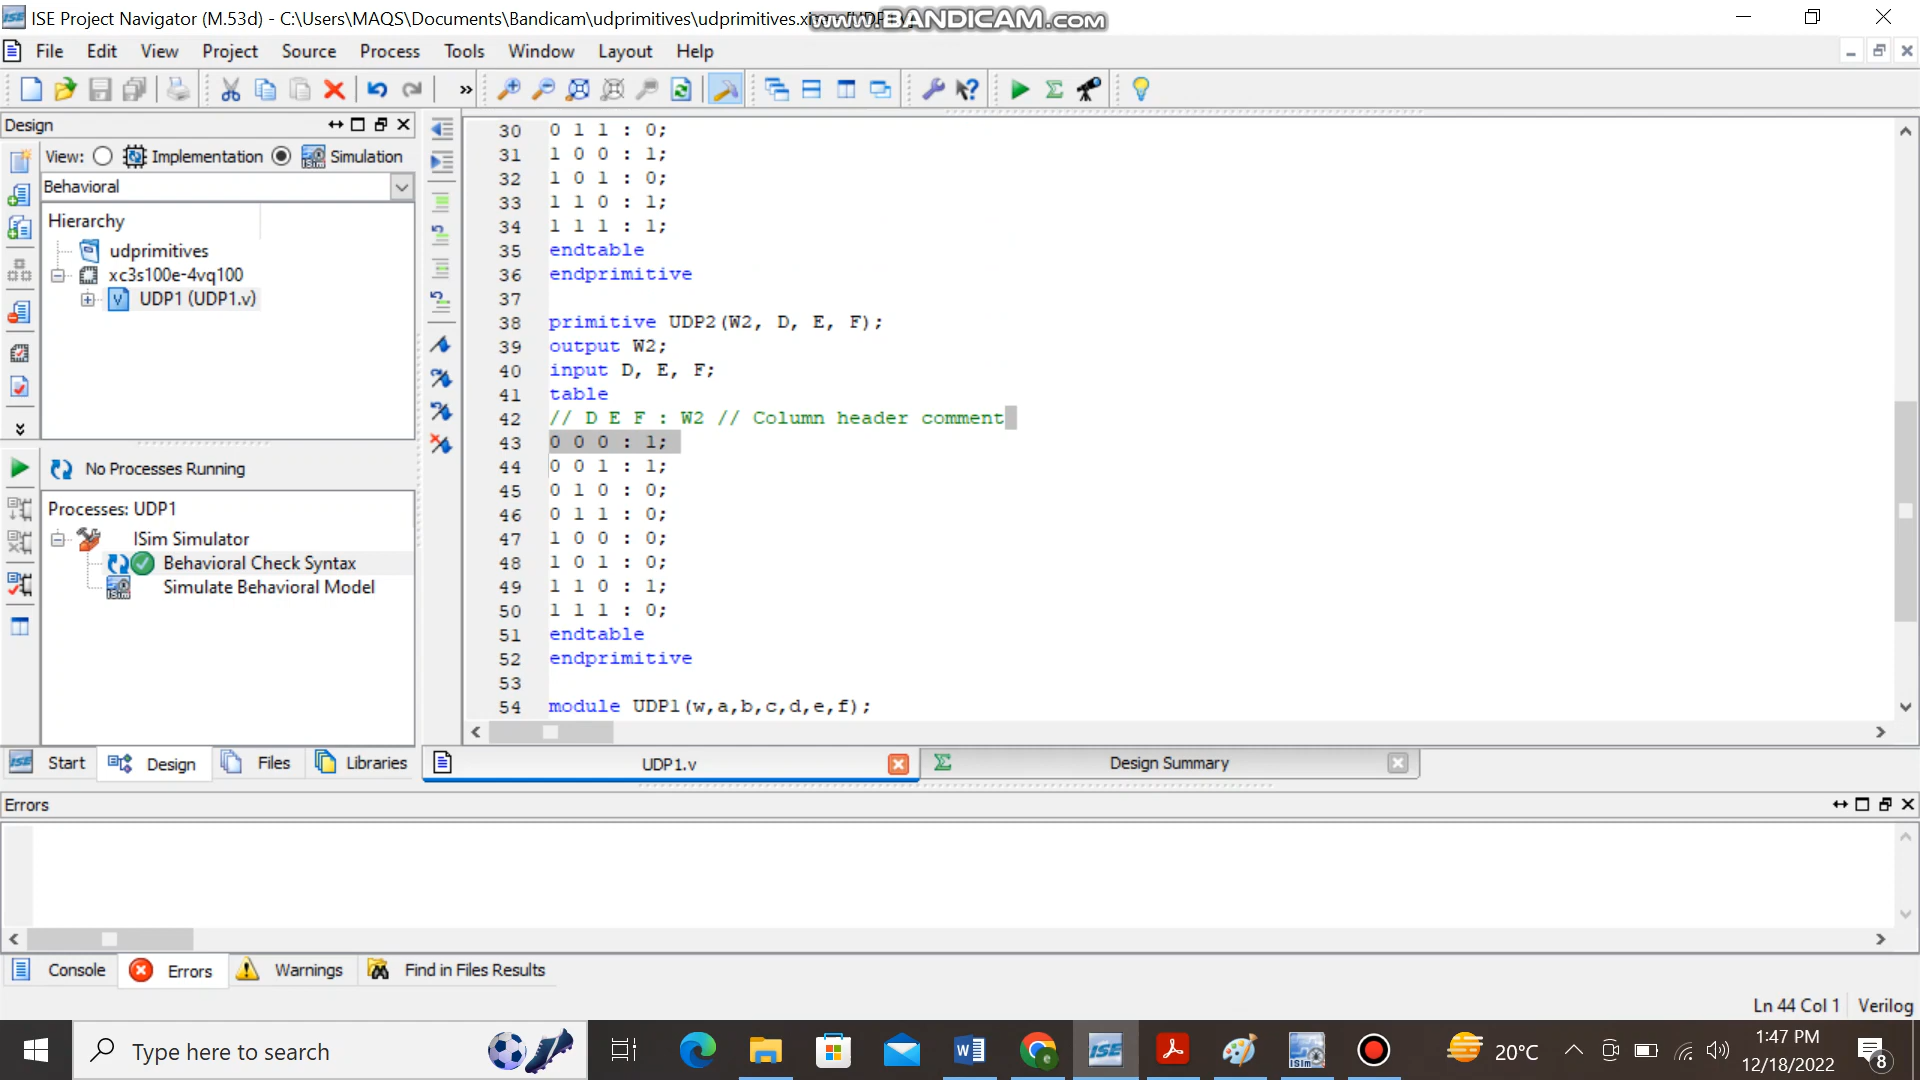 ISE Project Navigator (M.53d) - C:\Users\MAQS\Documents\Bandicam\udprimitives\udprimitives.xi
www.BANDICAM.com
File Edit View Project Source Process Tools Window Layout Help
Design
View: Implementation Simulation
Behavioral
Hierarchy
udprimitives
xc3s100e-4vq100
UDP1 (UDP1.v)
No Processes Running
Processes: UDP1
ISim Simulator
Behavioral Check Syntax
Simulate Behavioral Model
30 0 1 1 : 0;
31 1 0 0 : 1;
32 1 0 1 : 0;
33 1 1 0 : 1;
34 1 1 1 : 1;
35 endtable
36 endprimitive
37
38 primitive UDP2(W2, D, E, F);
39 output W2;
40 input D, E, F;
41 table
42 // D E F : W2 // Column header comment
43 0 0 0 : 1;
44 0 0 1 : 1;
45 0 1 0 : 0;
46 0 1 1 : 0;
47 1 0 0 : 0;
48 1 0 1 : 0;
49 1 1 0 : 1;
50 1 1 1 : 0;
51 endtable
52 endprimitive
53
54 module UDP1(w,a,b,c,d,e,f);
Start Design Files Libraries
UDP1.v Design Summary
Errors
Console Errors Warnings Find in Files Results
Ln 44 Col 1 Verilog
Type here to search
20°C
1:47 PM
12/18/2022
8